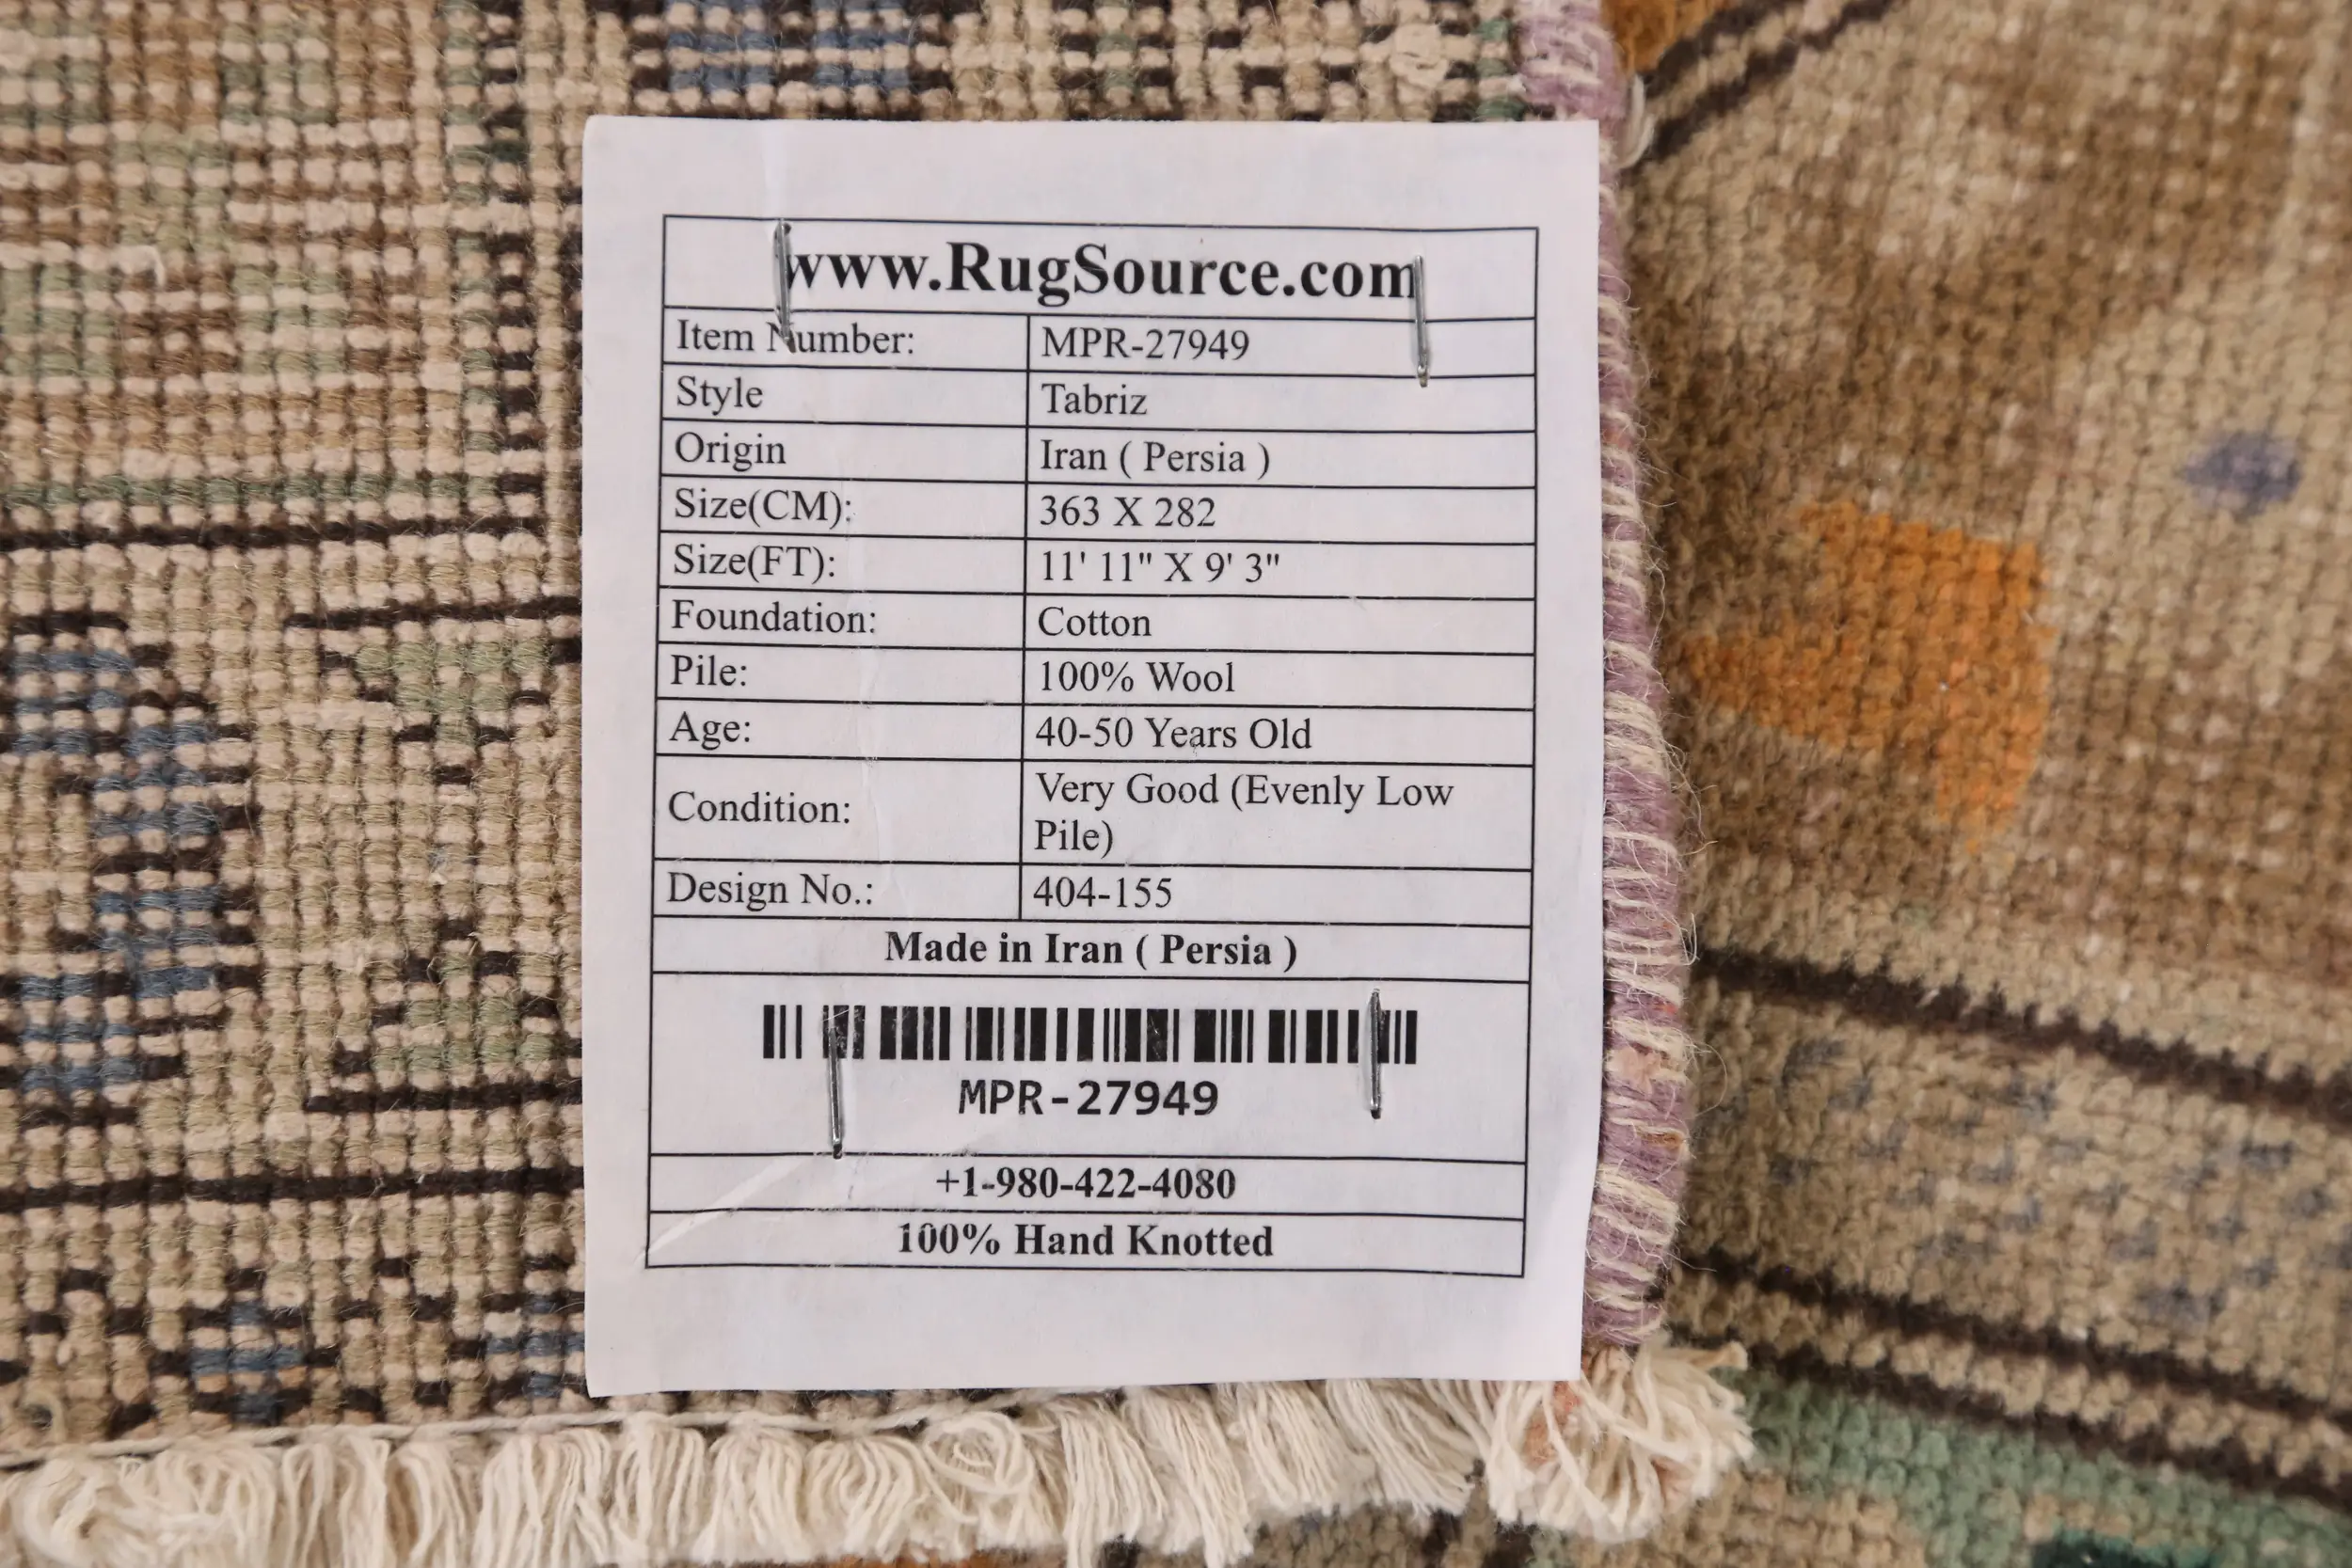 www.RugSource.com
Item Number: MPR-27949
Style Tabriz
Origin Iran ( Persia )
Size(CM): 363 X 282
Size(FT): 11' 11" X 9' 3"
Foundation: Cotton
Pile: 100% Wool
Age: 40-50 Years Old
Condition: Very Good (Evenly Low
Pile)
Design No.: 404-155
Made in Iran ( Persia )
MPR-27949
+1-980-422-4080
100% Hand Knotted